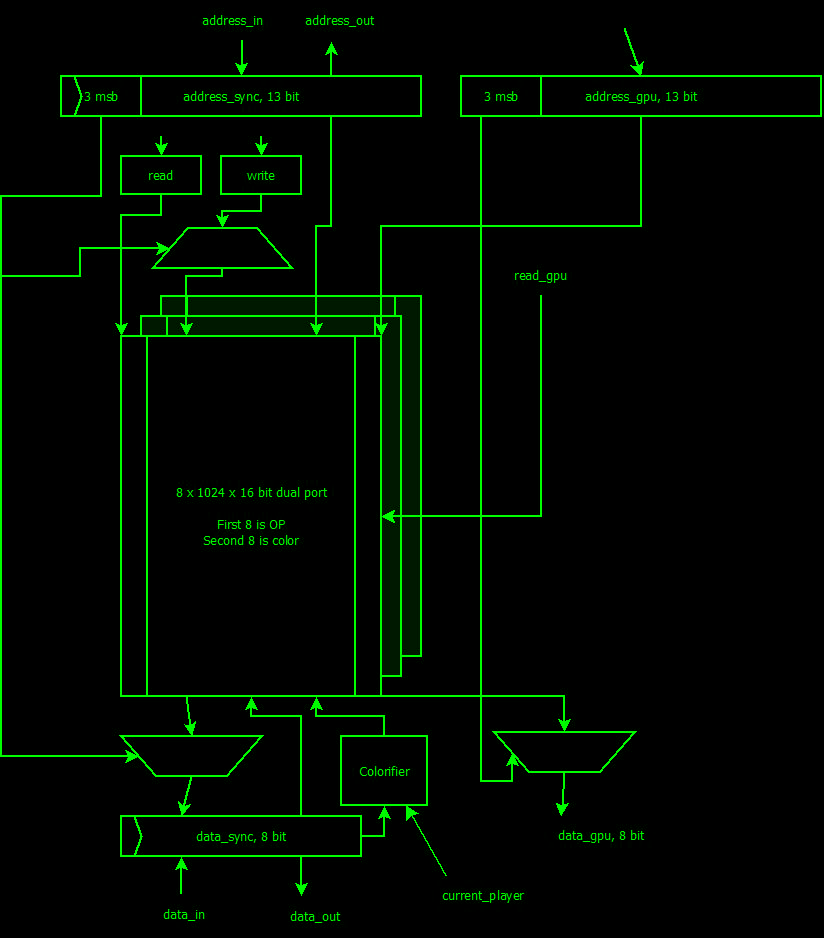 address_in
address_out
3 msb
address_sync, 13 bit
3 msb
address_gpu, 13 bit
read
write
read_gpu
8 x 1024 x 16 bit dual port
First 8 is OP
Second 8 is color
Colorifier
data_sync, 8 bit
data_gpu, 8 bit
current_player
data_in
data_out